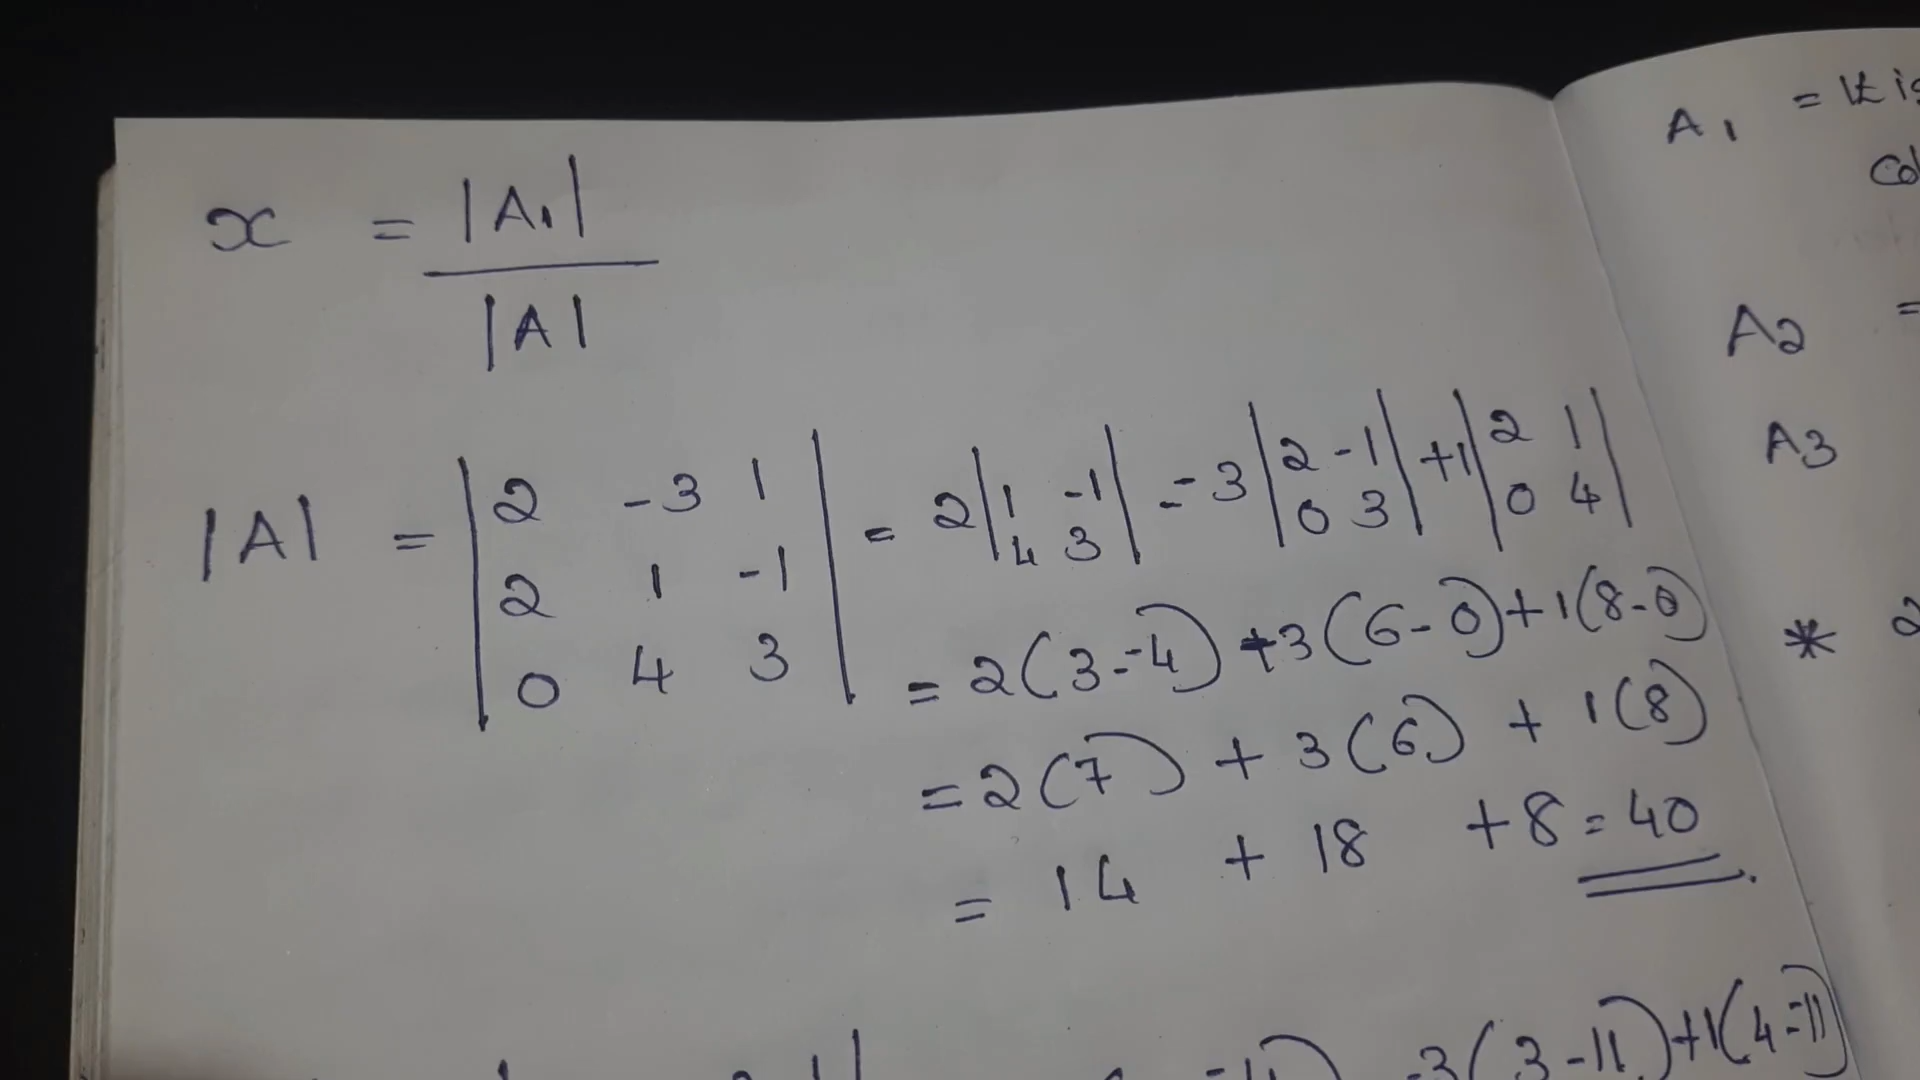 x = |A1|
|A|
|A| = | 2 -3 1 | = 2 | 1 -1 | - -3 | 2 -1 | +1 | 2 1 |
| 2 1 -1 | | 4 3 | | 0 3 | | 0 4 |
| 0 4 3 |
= 2(3--4) +3(6-0)+1(8-0)
= 2(7) + 3(6) + 1(8)
= 14 + 18 +8 = 40
-3(3-11)+1(4--11)
A1 = It is
A2 =
A3
* 2